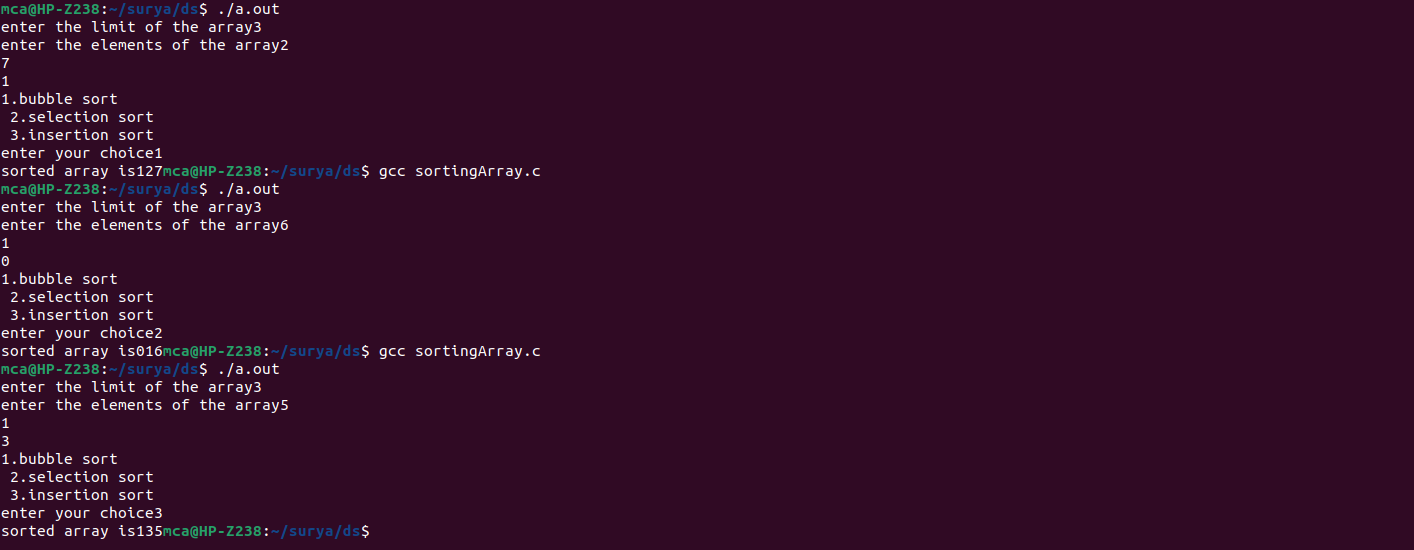 mca@HP-Z238:~/surya/ds$ ./a.out
enter the limit of the array3
enter the elements of the array2
7
1
1.bubble sort
 2.selection sort
 3.insertion sort
enter your choice1
sorted array is127mca@HP-Z238:~/surya/ds$ gcc sortingArray.c
mca@HP-Z238:~/surya/ds$ ./a.out
enter the limit of the array3
enter the elements of the array6
1
0
1.bubble sort
 2.selection sort
 3.insertion sort
enter your choice2
sorted array is016mca@HP-Z238:~/surya/ds$ gcc sortingArray.c
mca@HP-Z238:~/surya/ds$ ./a.out
enter the limit of the array3
enter the elements of the array5
1
3
1.bubble sort
 2.selection sort
 3.insertion sort
enter your choice3
sorted array is135mca@HP-Z238:~/surya/ds$